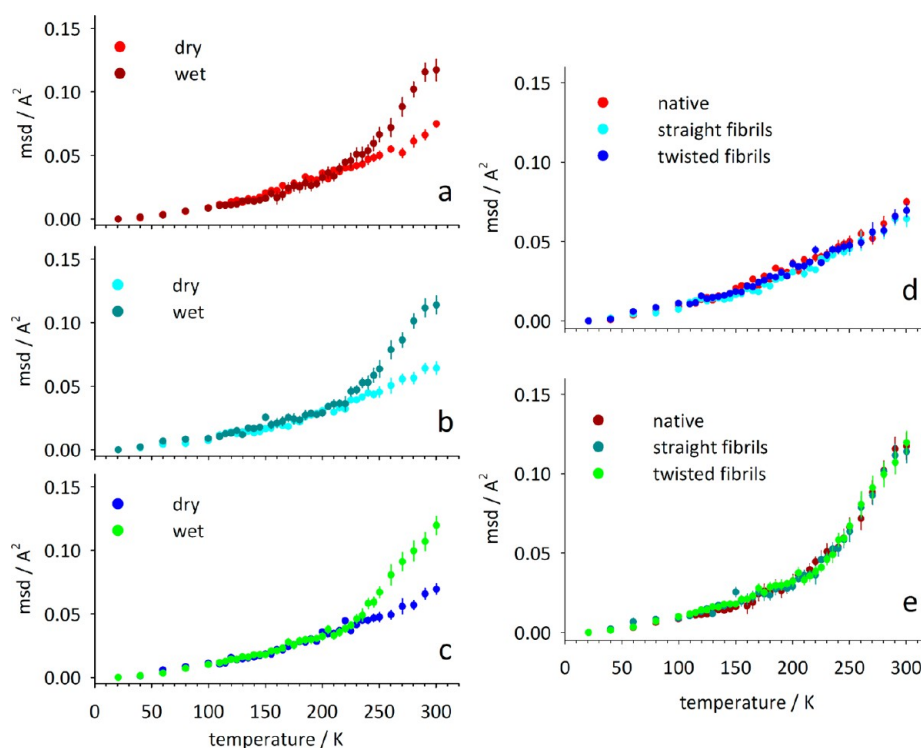 0.15
dry
wet
0.10
msd / A²
0.05
a
0.00
0.15
dry
wet
0.10
msd / A²
0.05
b
0.00
0.15
dry
wet
0.10
msd / A²
0.05
c
0.00
0 50 100 150 200 250 300
temperature / K
0.15
native
straight fibrils
twisted fibrils
0.10
msd / A²
0.05
d
0.00
0.15
native
straight fibrils
twisted fibrils
0.10
msd / A²
0.05
e
0.00
0 50 100 150 200 250 300
temperature / K